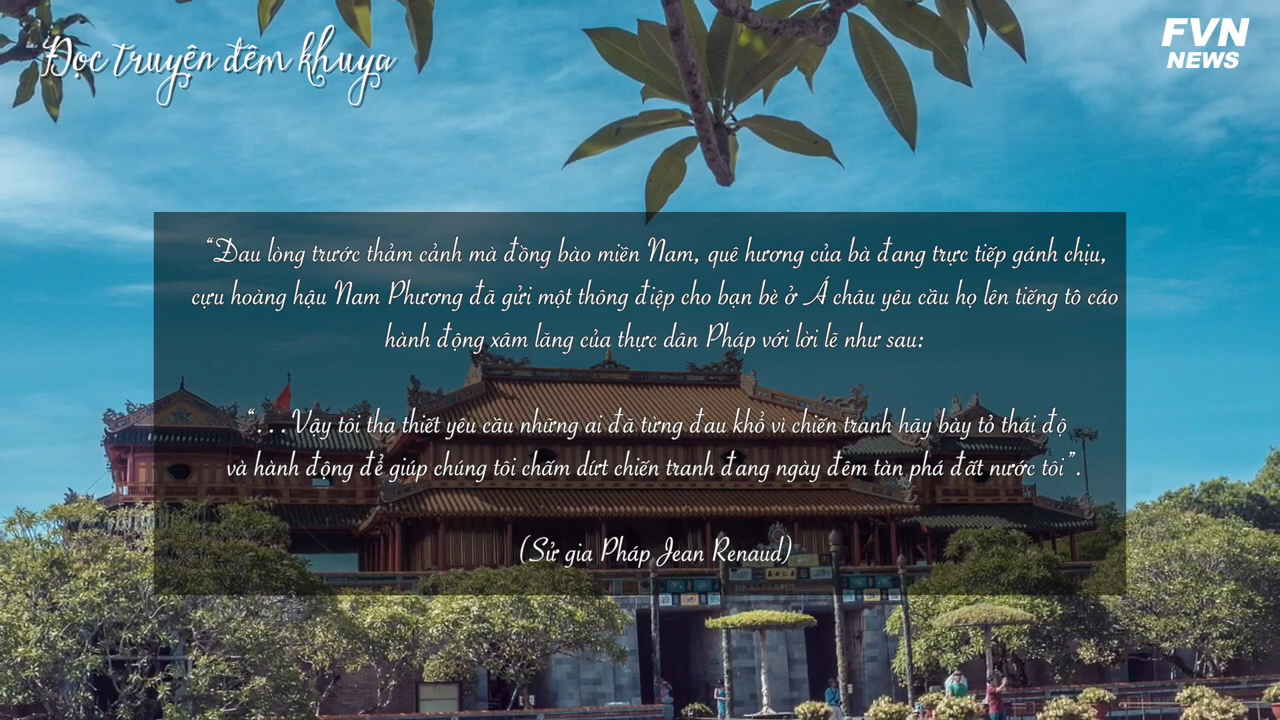 Đọc truyện đêm khuya
FVN
NEWS
“Đau lòng trước thảm cảnh mà đồng bào miền Nam, quê hương của bà đang trực tiếp gánh chịu,
cựu hoàng hậu Nam Phương đã gửi một thông điệp cho bạn bè ở Á châu yêu cầu họ lên tiếng tô cáo
hành động xâm lăng của thực dân Pháp với lời lẽ như sau:
“…Vậy tôi tha thiết yêu cầu những ai đã từng đau khổ vì chiến tranh hãy bày tỏ thái độ
và hành động để giúp chúng tôi chấm dứt chiến tranh đang ngày đêm tàn phá đất nước tôi”.
(Sử gia Pháp Jean Renaud)